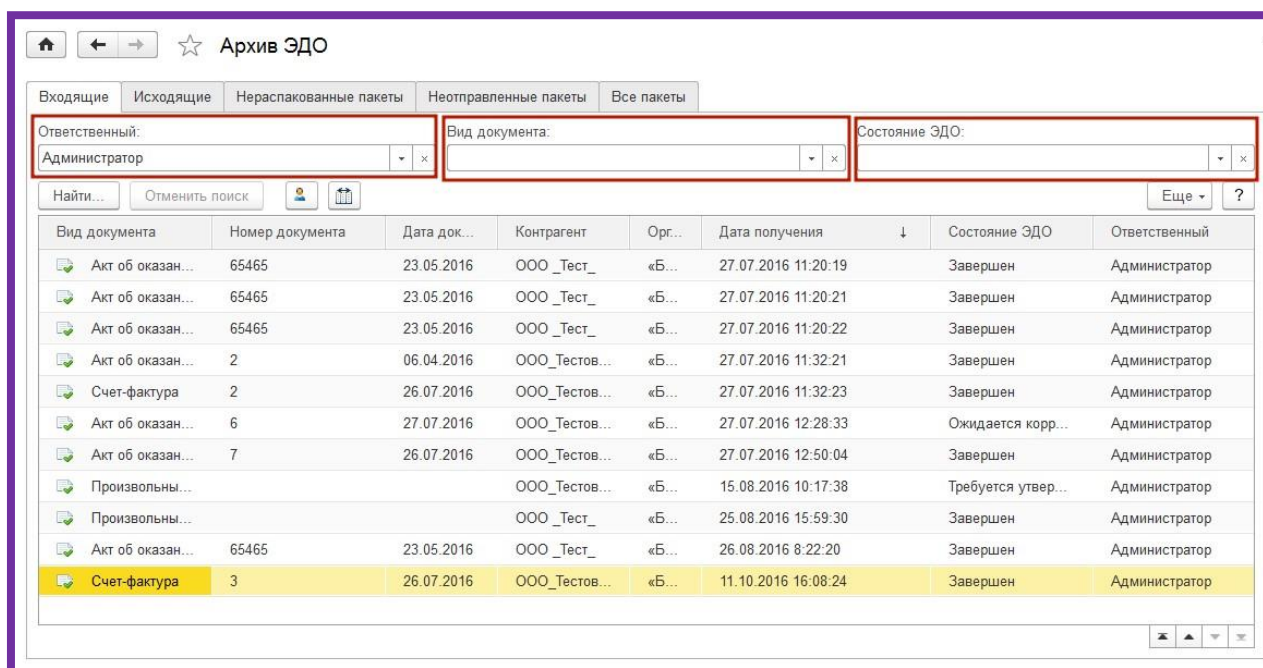 Архив ЭДО
Входящие Исходящие Нераспакованные пакеты Неотправленные пакеты Все пакеты
Ответственный: Вид документа: Состояние ЭДО:
Администратор
Найти... Отменить поиск Еще ?
Вид документа Номер документа Дата док... Контрагент Орг... Дата получения ↓ Состояние ЭДО Ответственный
Акт об оказан... 65465 23.05.2016 ООО _Тест_ «Б... 27.07.2016 11:20:19 Завершен Администратор
Акт об оказан... 65465 23.05.2016 ООО _Тест_ «Б... 27.07.2016 11:20:21 Завершен Администратор
Акт об оказан... 65465 23.05.2016 ООО _Тест_ «Б... 27.07.2016 11:20:22 Завершен Администратор
Акт об оказан... 2 06.04.2016 ООО_Тестов... «Б... 27.07.2016 11:32:21 Завершен Администратор
Счет-фактура 2 26.07.2016 ООО_Тестов... «Б... 27.07.2016 11:32:23 Завершен Администратор
Акт об оказан... 6 27.07.2016 ООО_Тестов... «Б... 27.07.2016 12:28:33 Ожидается корр... Администратор
Акт об оказан... 7 26.07.2016 ООО_Тестов... «Б... 27.07.2016 12:50:04 Завершен Администратор
Произвольны... ООО_Тестов... «Б... 15.08.2016 10:17:38 Требуется утвер... Администратор
Произвольны... ООО _Тест_ «Б... 25.08.2016 15:59:30 Завершен Администратор
Акт об оказан... 65465 23.05.2016 ООО _Тест_ «Б... 26.08.2016 8:22:20 Завершен Администратор
Счет-фактура 3 26.07.2016 ООО_Тестов... «Б... 11.10.2016 16:08:24 Завершен Администратор